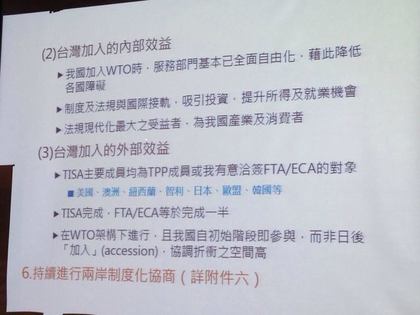 (2)台灣加入的內部效益
▶我國加入WTO時，服務部門基本已全面自由化，藉此降低
各國障礙
▶制度及法規與國際接軌，吸引投資，提升所得及就業機會
▶法規現代化最大之受益者，為我國產業及消費者
(3)台灣加入的外部效益
▶TISA主要成員均為TPP成員或我有意洽簽FTA/ECA的對象
■美國、澳洲、紐西蘭、智利、日本、歐盟、韓國等
▶TISA完成，FTA/ECA等於完成一半
▶在WTO架構下進行，且我國自初始階段即參與，而非日後
「加入」(accession)，協調折衝之空間高
6.持續進行兩岸制度化協商（詳附件六）